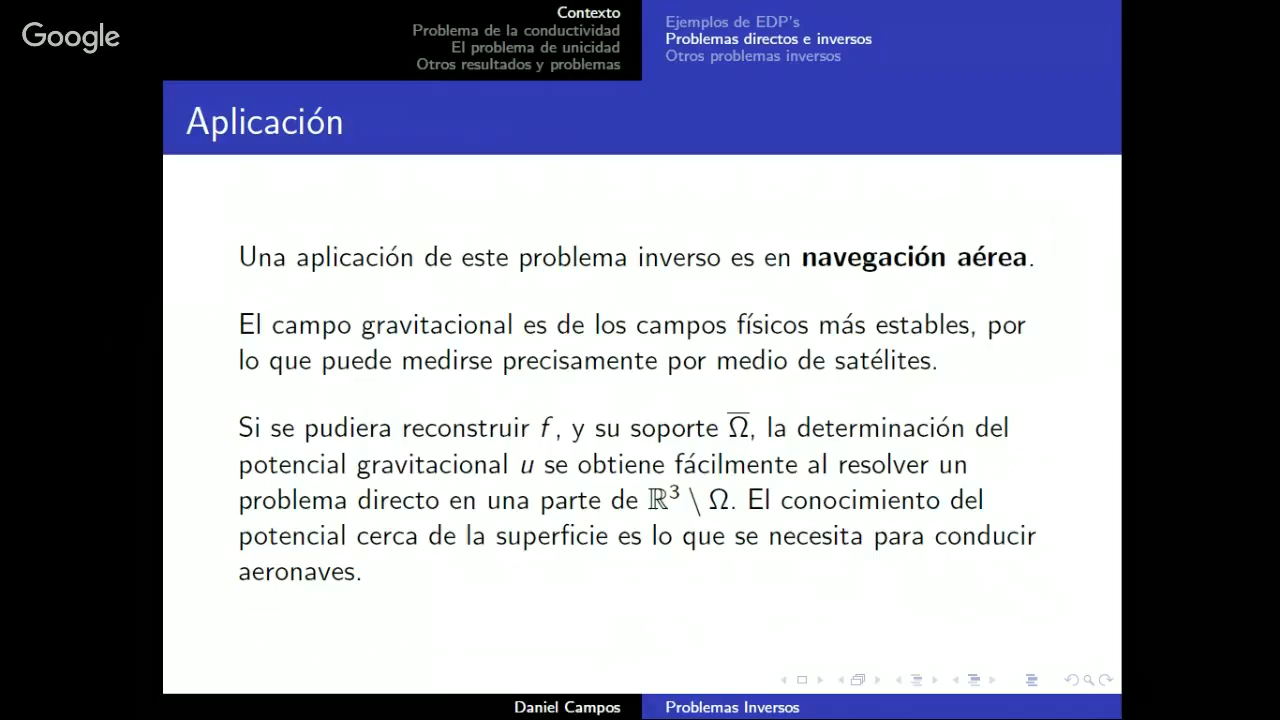 Google
Contexto
Problema de la conductividad
El problema de unicidad
Otros resultados y problemas
Ejemplos de EDP's
Problemas directos e inversos
Otros problemas inversos
Aplicación
Una aplicación de este problema inverso es en navegación aérea.
El campo gravitacional es de los campos físicos más estables, por
lo que puede medirse precisamente por medio de satélites.
Si se pudiera reconstruir f, y su soporte Ω̅, la determinación del
potencial gravitacional u se obtiene fácilmente al resolver un
problema directo en una parte de ℝ³ \ Ω. El conocimiento del
potencial cerca de la superficie es lo que se necesita para conducir
aeronaves.
Daniel Campos
Problemas Inversos